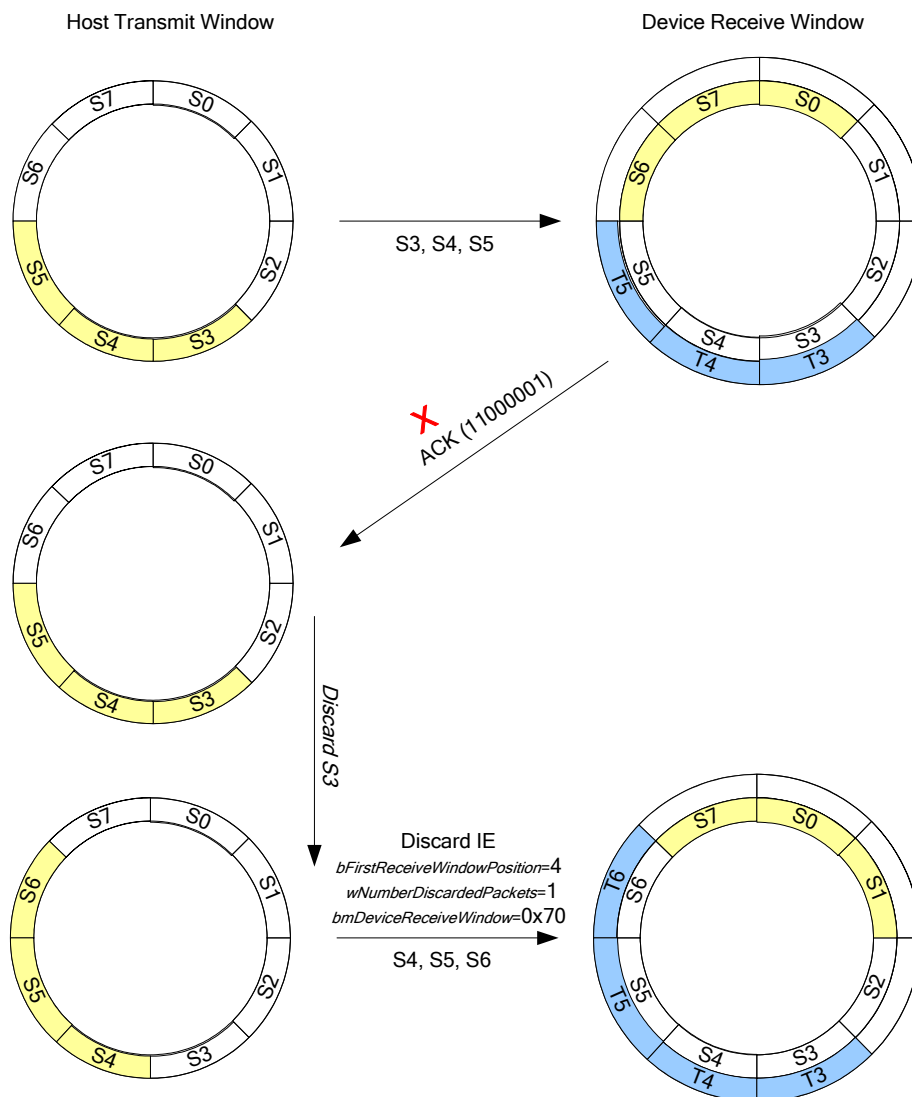 Host Transmit Window
Device Receive Window
S7
S0
S6
S1
S5
S2
S4
S3
S3, S4, S5
S7
S0
S6
S1
S5
S2
T5
S4
S3
T4
T3
X
ACK (11000001)
S7
S0
S6
S1
S5
S2
S4
S3
Discard S3
S7
S0
S6
S1
S5
S2
S4
S3
Discard IE
bFirstReceiveWindowPosition=4
wNumberDiscardedPackets=1
bmDeviceReceiveWindow=0x70
S4, S5, S6
S7
S0
T6
S6
S1
T5
S5
S2
S4
S3
T4
T3